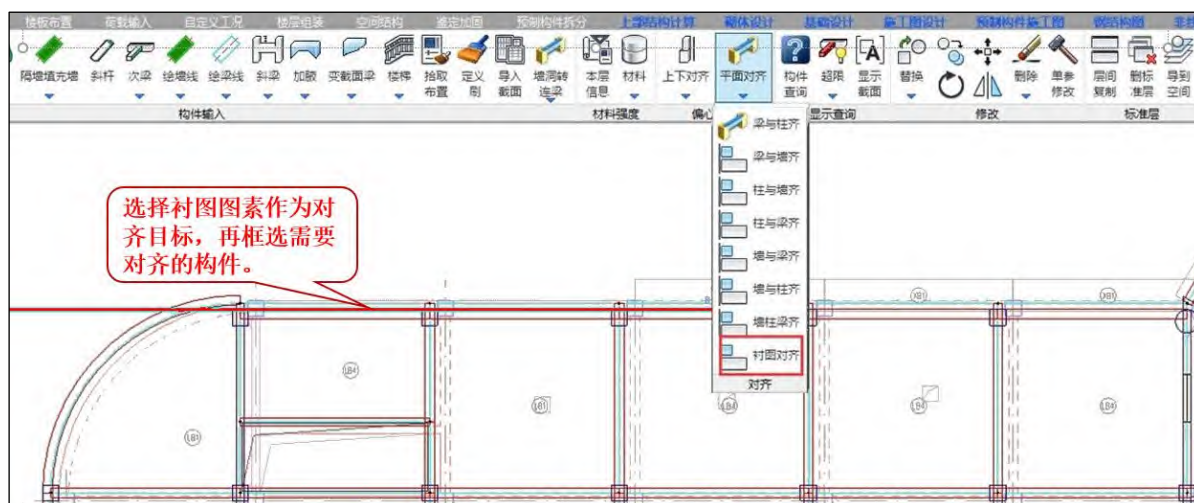 楼板布置 荷载输入 自定义工况 楼层组装 空间结构 鉴定加固 预制构件拆分 上部结构计算 砌体设计 基础设计 施工图设计 预制构件施工图 钢结构图
隔墙填充墙 斜杆 次梁 绘墙线 绘梁线 斜梁 加腋 变截面梁 楼梯 拾取布置 定义刷 导入截面 墙洞转连梁 本层信息 材料 上下对齐 平面对齐 构件查询 超限 显示截面 替换 删除 单参修改 层间复制 删标准层 导到空间
构件输入 材料强度 偏心 显示查询 修改 标准层
梁与柱齐
梁与墙齐
柱与墙齐
柱与梁齐
墙与梁齐
墙与柱齐
墙柱梁齐
衬图对齐
对齐
选择衬图图素作为对
齐目标，再框选需要
对齐的构件。